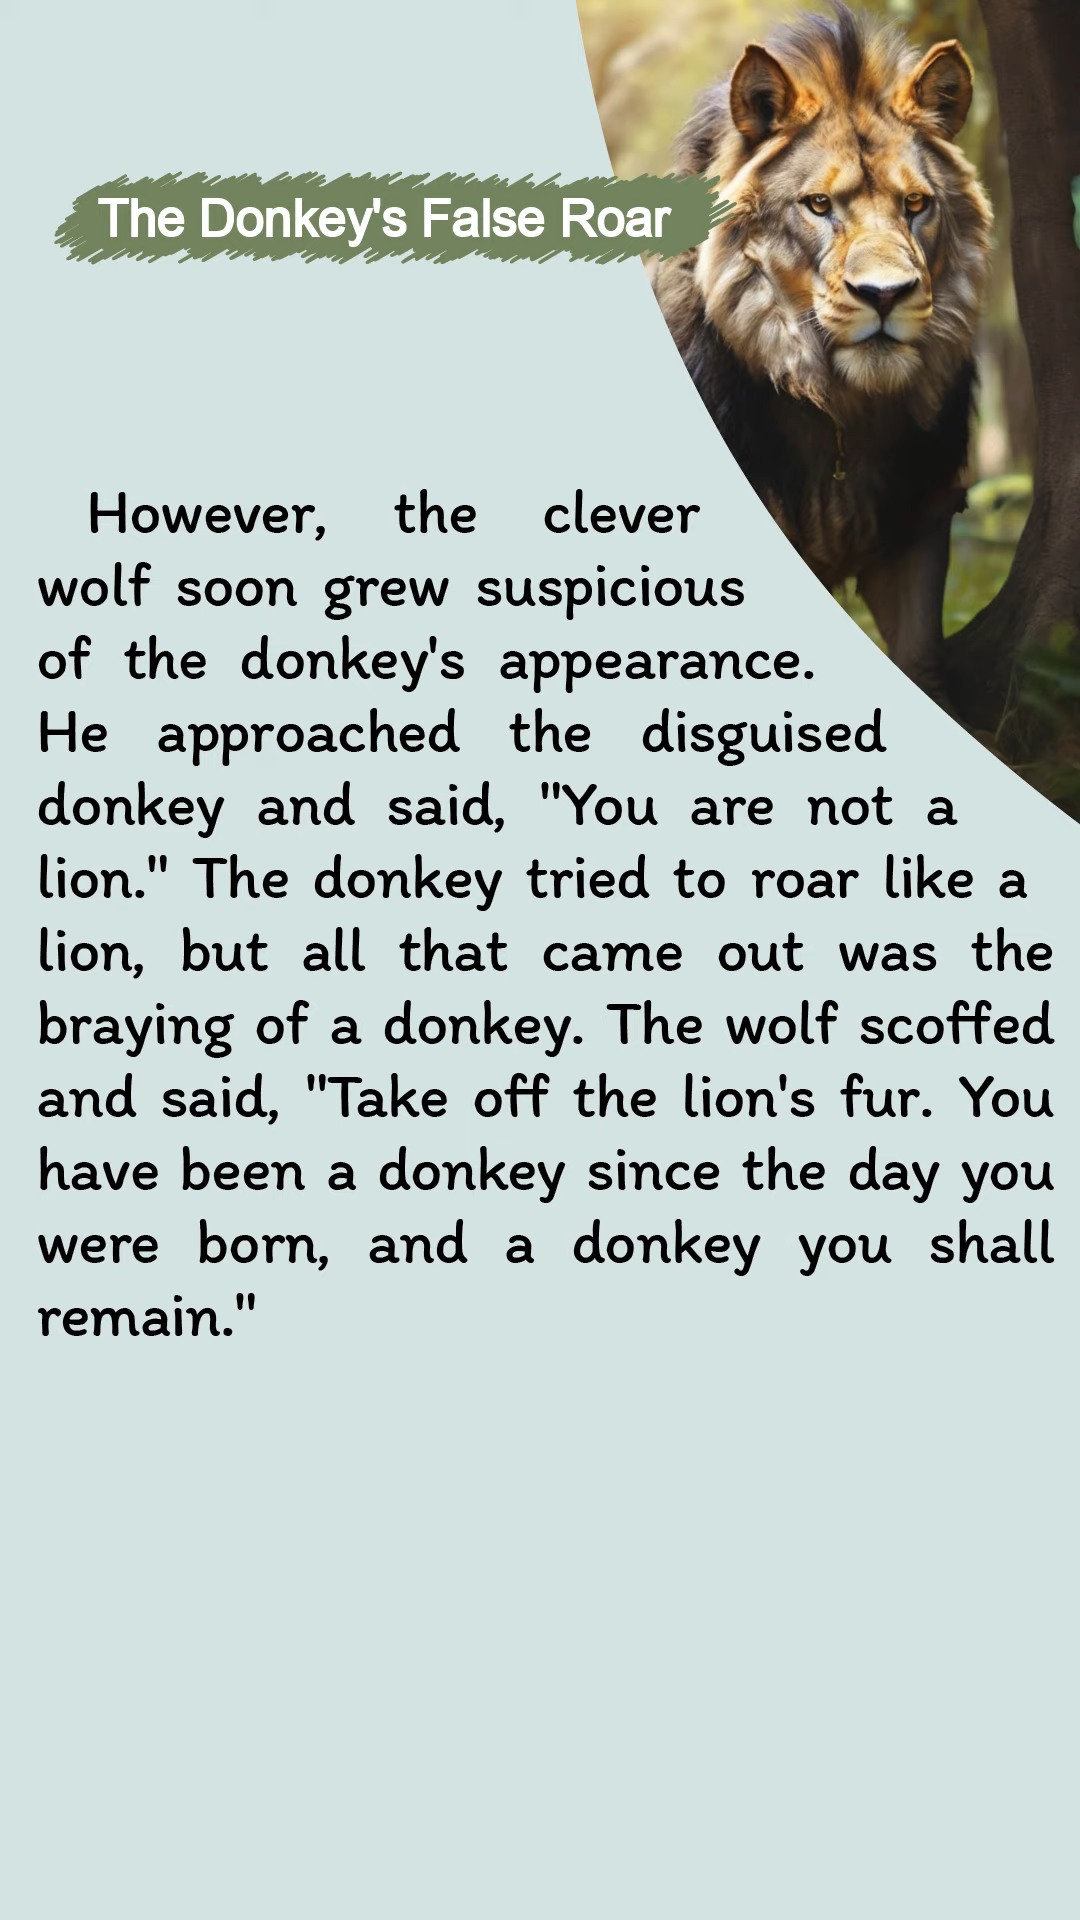 The Donkey's False Roar
However, the clever
wolf soon grew suspicious
of the donkey's appearance.
He approached the disguised
donkey and said, "You are not a
lion." The donkey tried to roar like a
lion, but all that came out was the
braying of a donkey. The wolf scoffed
and said, "Take off the lion's fur. You
have been a donkey since the day you
were born, and a donkey you shall
remain."